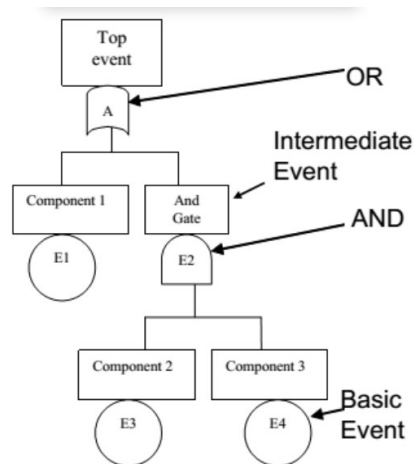 Top
event
OR
A
Intermediate
Event
Component 1
And
Gate
AND
E1
E2
Component 2
Component 3
Basic
Event
E3
E4